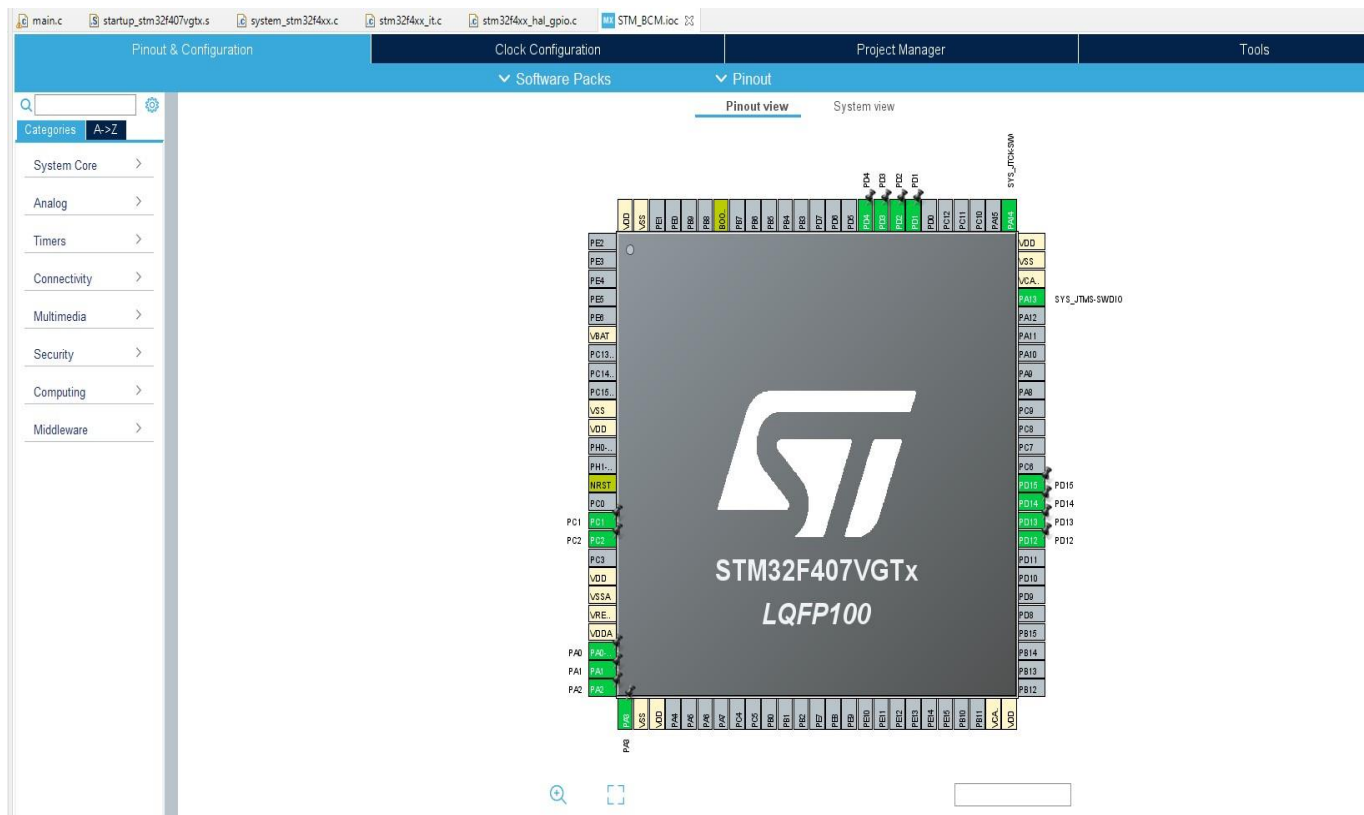 main.c startup_stm32f407vgtx.s system_stm32f4xx.c stm32f4xx_it.c stm32f4xx_hal_gpio.c MX STM_BCM.ioc
Pinout & Configuration Clock Configuration Project Manager Tools
Software Packs Pinout
Pinout view System view
Categories A->Z
System Core
Analog
Timers
Connectivity
Multimedia
Security
Computing
Middleware
PD4 PD3 PD2 PD1 SYS_JTCK-SW
VDD VSS PE1 PE0 PB9 PB8 BOO.. PB7 PB6 PB5 PB4 PB3 PD7 PD6 PD5 PD4 PD3 PD2 PD1 PD0 PC12 PC11 PC10 PA15 PA14
PE2
PE3
PE4
PE5
PE6
VBAT
PC13..
PC14..
PC15..
VSS
VDD
PH0-..
PH1-..
NRST
PC0
PC1 PC1
PC2 PC2
PC3
VDD
VSSA
VRE..
VDDA
PA0 PA0-..
PA1 PA1
PA2 PA2
STM32F407VGTx
LQFP100
VDD
VSS
VCA..
PA13 SYS_JTMS-SWDIO
PA12
PA11
PA10
PA9
PA8
PC9
PC8
PC7
PC6
PD15 PD15
PD14 PD14
PD13 PD13
PD12 PD12
PD11
PD10
PD9
PD8
PB15
PB14
PB13
PB12
PA3 VSS VDD PA4 PA5 PA6 PA7 PC4 PC5 PB0 PB1 PB2 PE7 PE8 PE9 PE10 PE11 PE12 PE13 PE14 PE15 PB10 PB11 VCA.. VDD
PA3